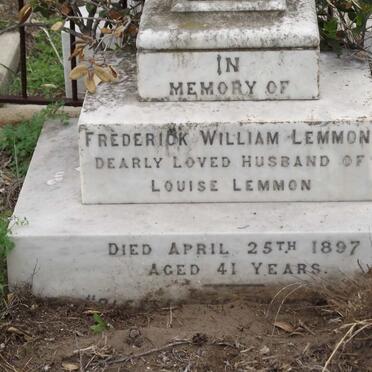 IN
MEMORY OF
FREDERICK WILLIAM LEMMON
DEARLY LOVED HUSBAND OF
LOUISE LEMMON
DIED APRIL 25TH 1897
AGED 41 YEARS.